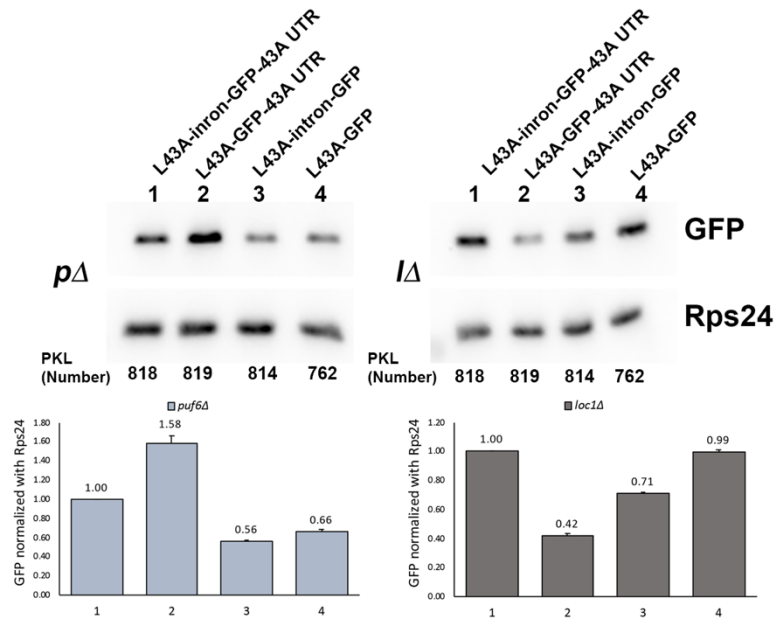 L43A-inron-GFP-43A UTR
L43A-GFP-43A UTR
L43A-intron-GFP
L43A-GFP
1 2 3 4
pΔ
PKL
(Number) 818 819 814 762
L43A-inron-GFP-43A UTR
L43A-GFP-43A UTR
L43A-intron-GFP
L43A-GFP
1 2 3 4
GFP
lΔ
Rps24
PKL
(Number) 818 819 814 762
puf6Δ
GFP normalized with Rps24
1.80
1.60
1.40
1.20
1.00
0.80
0.60
0.40
0.20
0.00
1.00
1.58
0.56
0.66
1 2 3 4
loc1Δ
GFP normalized with Rps24
1.20
1.00
0.80
0.60
0.40
0.20
0.00
1.00
0.42
0.71
0.99
1 2 3 4